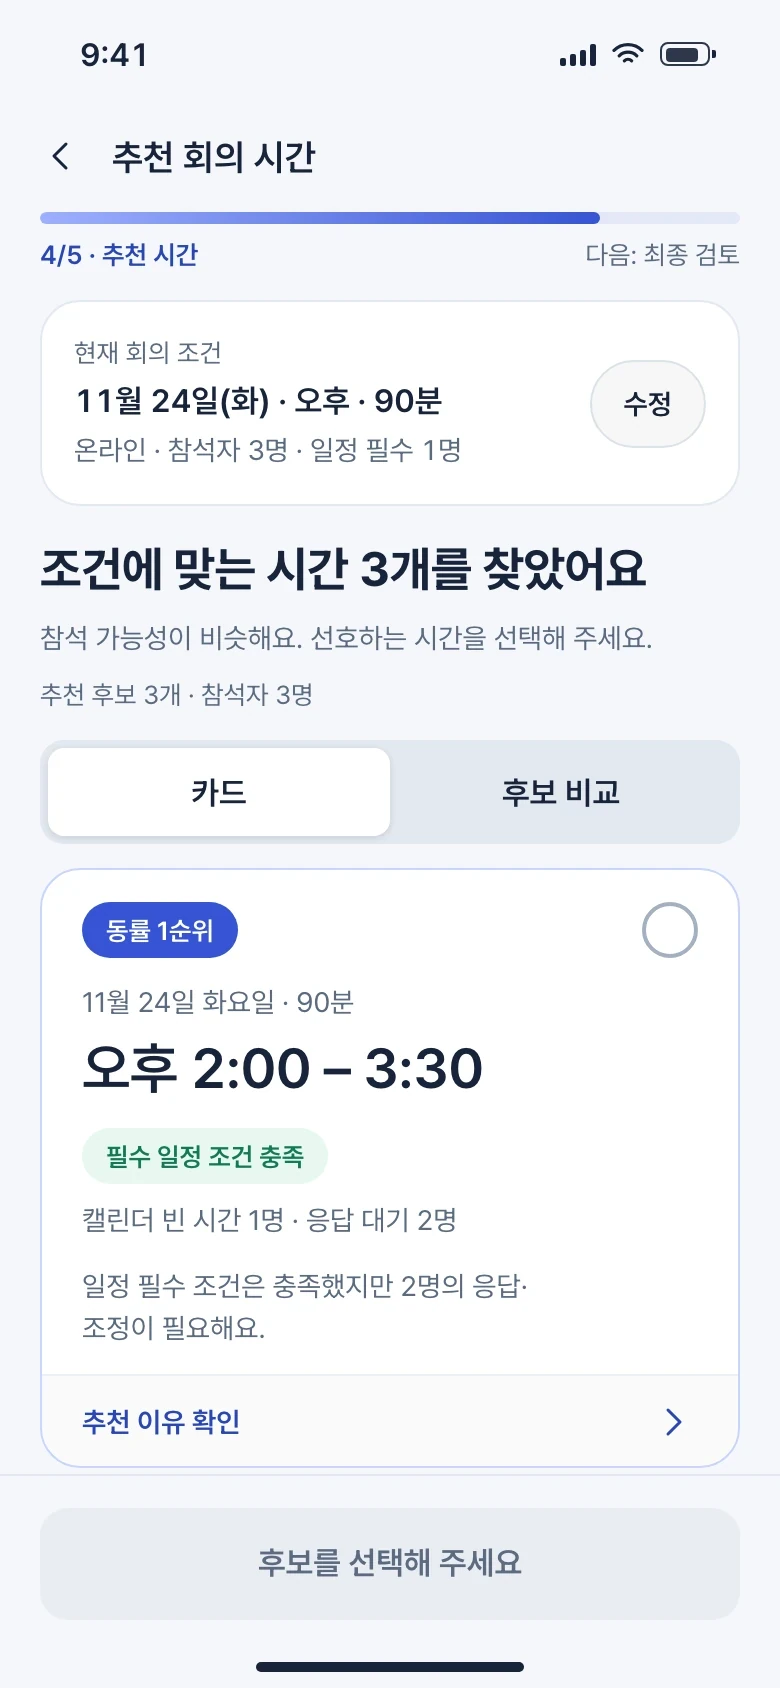 9:41
추천 회의 시간
4/5 · 추천 시간
다음: 최종 검토
현재 회의 조건
11월 24일(화) · 오후 · 90분
온라인 · 참석자 3명 · 일정 필수 1명
수정
조건에 맞는 시간 3개를 찾았어요
참석 가능성이 비슷해요. 선호하는 시간을 선택해 주세요.
추천 후보 3개 · 참석자 3명
카드
후보 비교
동률 1순위
11월 24일 화요일 · 90분
오후 2:00 – 3:30
필수 일정 조건 충족
캘린더 빈 시간 1명 · 응답 대기 2명
일정 필수 조건은 충족했지만 2명의 응답·
조정이 필요해요.
추천 이유 확인
후보를 선택해 주세요